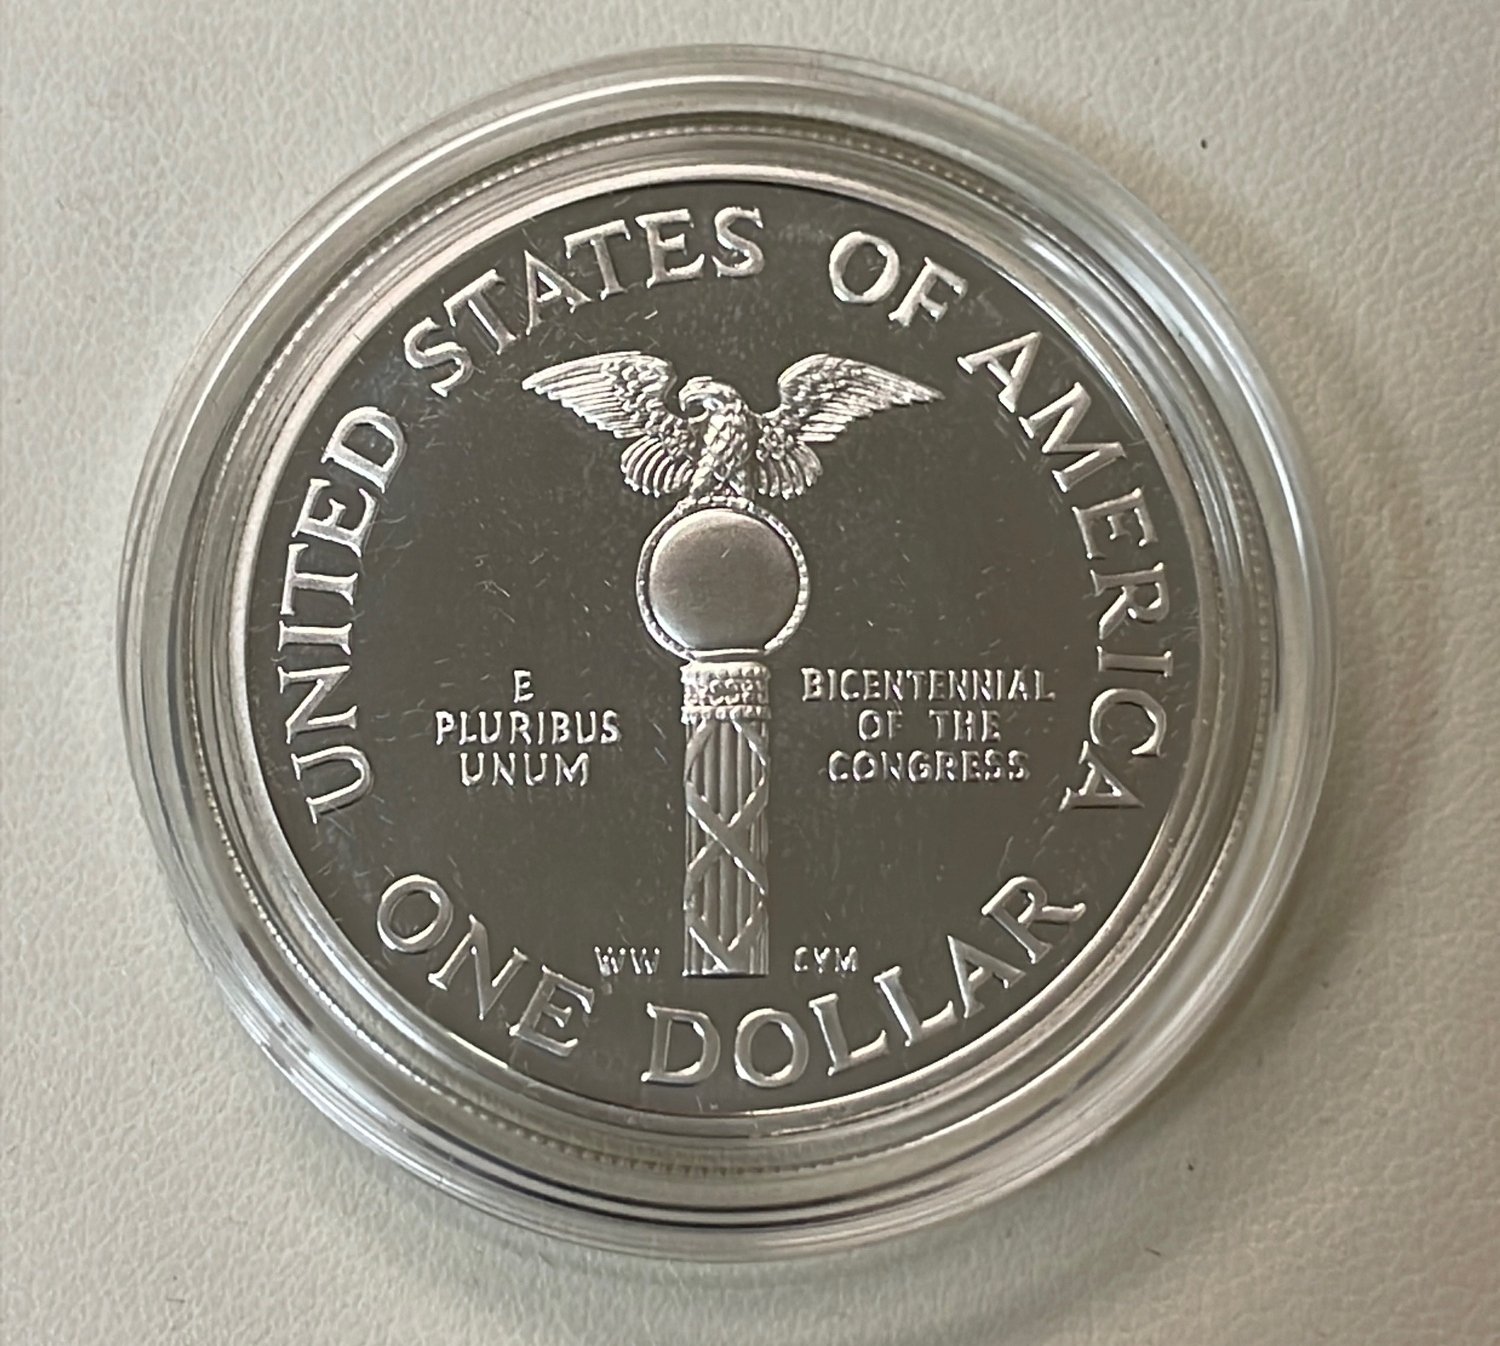 UNITED STATES OF AMERICA
E
PLURIBUS
UNUM
BICENTENNIAL
OF THE
CONGRESS
WW
CYM
ONE DOLLAR